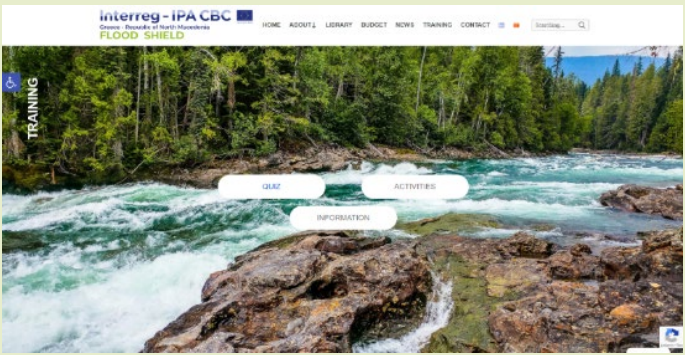 Interreg - IPA CBC
Greece - Republic of North Macedonia
FLOOD SHIELD
HOME ABOUT↓ LIBRARY BUDGET NEWS TRAINING CONTACT
TRAINING
QUIZ
ACTIVITIES
INFORMATION